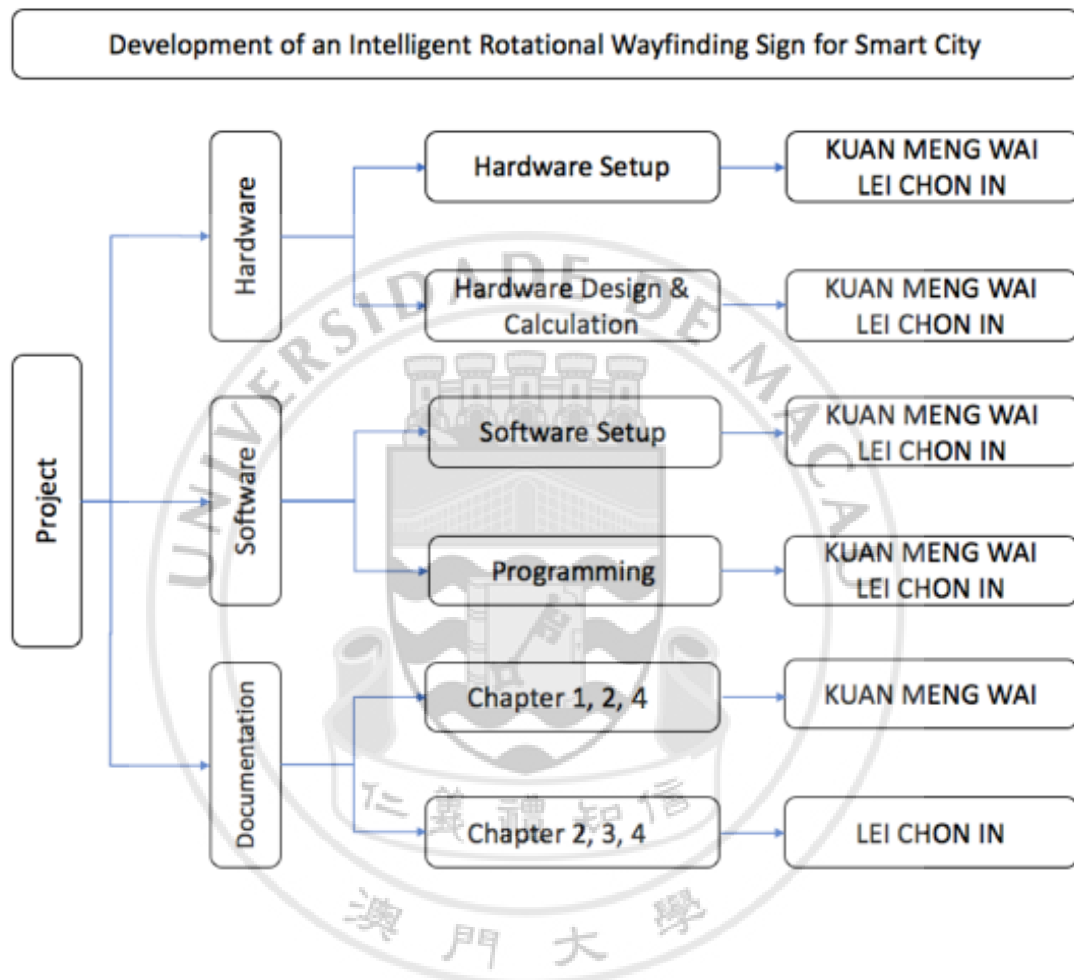 Development of an Intelligent Rotational Wayfinding Sign for Smart City
Project
Hardware
Hardware Setup
KUAN MENG WAI
LEI CHON IN
Hardware Design &
Calculation
KUAN MENG WAI
LEI CHON IN
Software
Software Setup
KUAN MENG WAI
LEI CHON IN
Programming
KUAN MENG WAI
LEI CHON IN
Documentation
Chapter 1, 2, 4
KUAN MENG WAI
Chapter 2, 3, 4
LEI CHON IN
UNIVERSIDADE DE MACAU
仁義禮知信
澳門大學